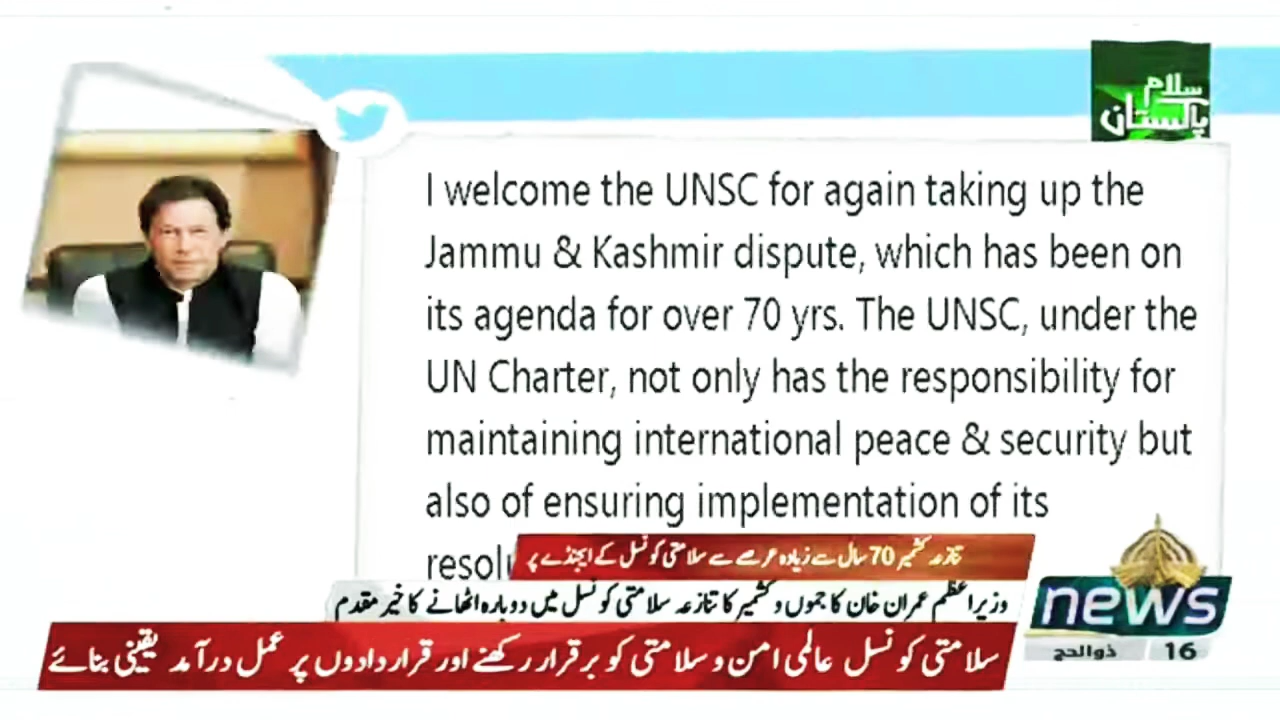 سلام
پاکستان
I welcome the UNSC for again taking up the
Jammu & Kashmir dispute, which has been on
its agenda for over 70 yrs. The UNSC, under the
UN Charter, not only has the responsibility for
maintaining international peace & security but
also of ensuring implementation of its
resolu
تنازعہ کشمیر 70 سال سے زیادہ عرصے سے سلامتی کونسل کے ایجنڈے پر
وزیراعظم عمران خان کا جموں و کشمیر کا تنازعہ سلامتی کونسل میں دوبارہ اٹھانے کا خیر مقدم
سلامتی کونسل عالمی امن و سلامتی کو برقرار رکھنے اور قراردادوں پر عمل درآمد یقینی بنائے
news
16 ذوالحج